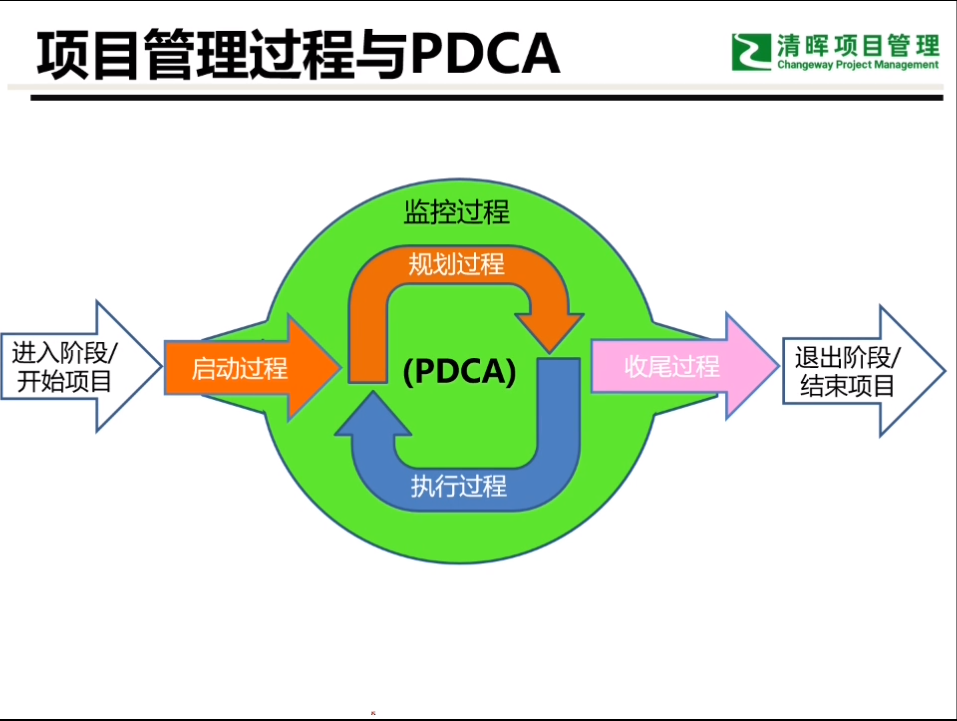 项目管理过程与PDCA
清晖项目管理
Changeway Project Management
监控过程
规划过程
进入阶段/
开始项目
启动过程
(PDCA)
收尾过程
退出阶段/
结束项目
执行过程